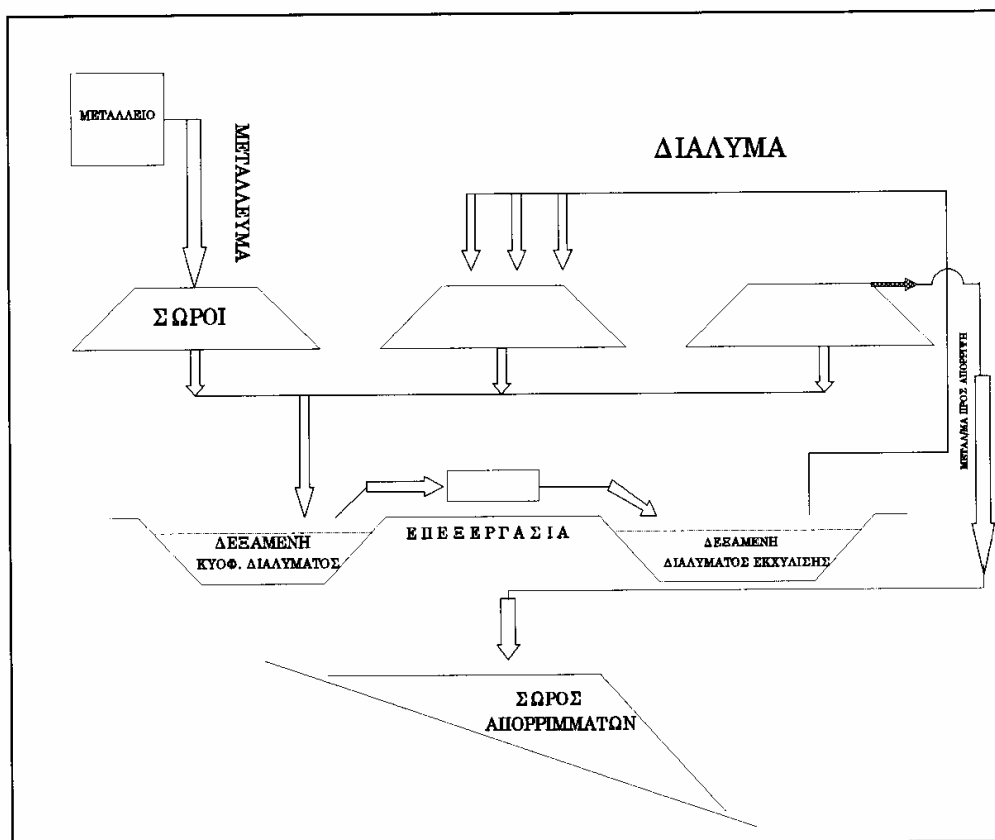 ΜΕΤΑΛΛΕΙΟ
ΜΕΤΑΛΛΕΥΜΑ
ΔΙΑΛΥΜΑ
ΣΩΡΟΙ
ΜΕΤΑΛ/ΜΑ ΠΡΟΣ ΑΠΟΡΡΙΨΗ
ΕΠΕΞΕΡΓΑΣΙΑ
ΔΕΞΑΜΕΝΗ
ΚΥΟΦ. ΔΙΑΛΥΜΑΤΟΣ
ΔΕΞΑΜΕΝΗ
ΔΙΑΛΥΜΑΤΟΣ ΕΚΧΥΛΙΣΗΣ
ΣΩΡΟΣ
ΑΠΟΡΡΙΜΜΑΤΩΝ